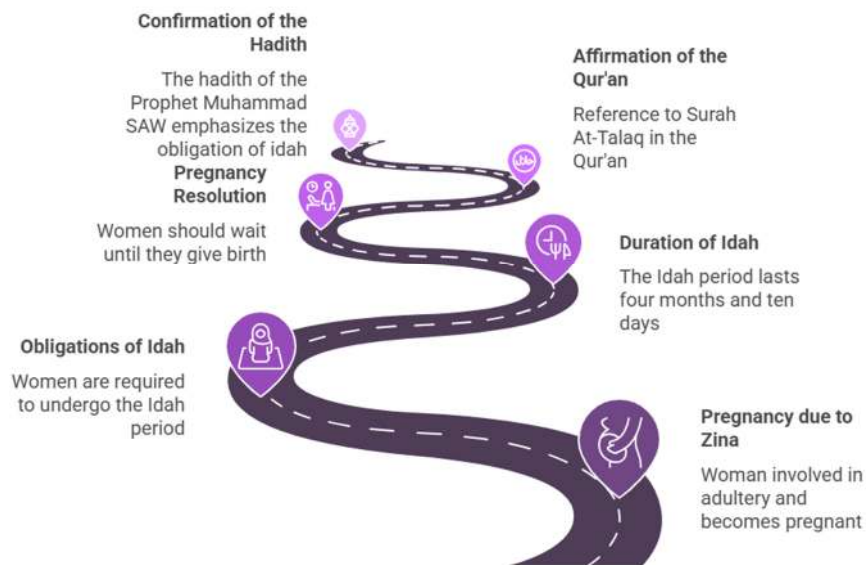 Confirmation of the
Hadith
The hadith of the
Prophet Muhammad
SAW emphasizes the
obligation of idah
Affirmation of the
Qur'an
Reference to Surah
At-Talaq in the
Qur'an
Pregnancy
Resolution
Women should wait
until they give birth
Duration of Idah
The Idah period lasts
four months and ten
days
Obligations of Idah
Women are required
to undergo the Idah
period
Pregnancy due to
Zina
Woman involved in
adultery and
becomes pregnant